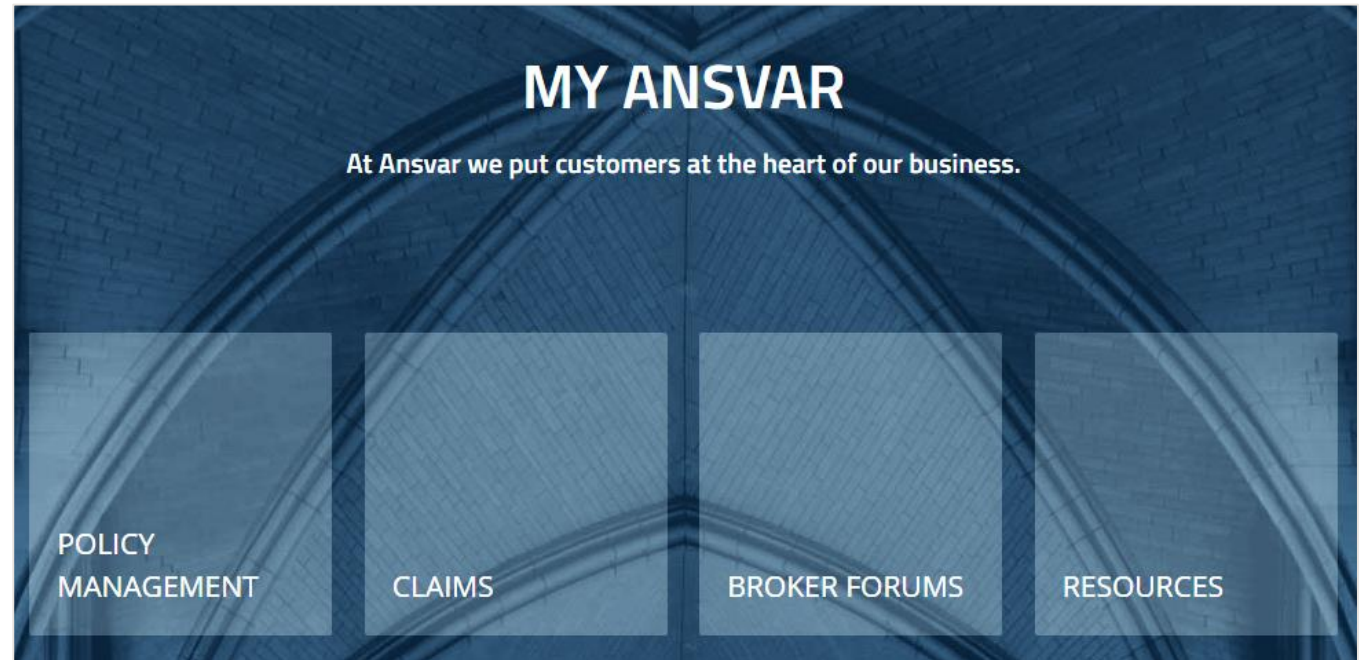 MY ANSVAR
At Ansvar we put customers at the heart of our business.
POLICY
MANAGEMENT
CLAIMS
BROKER FORUMS
RESOURCES